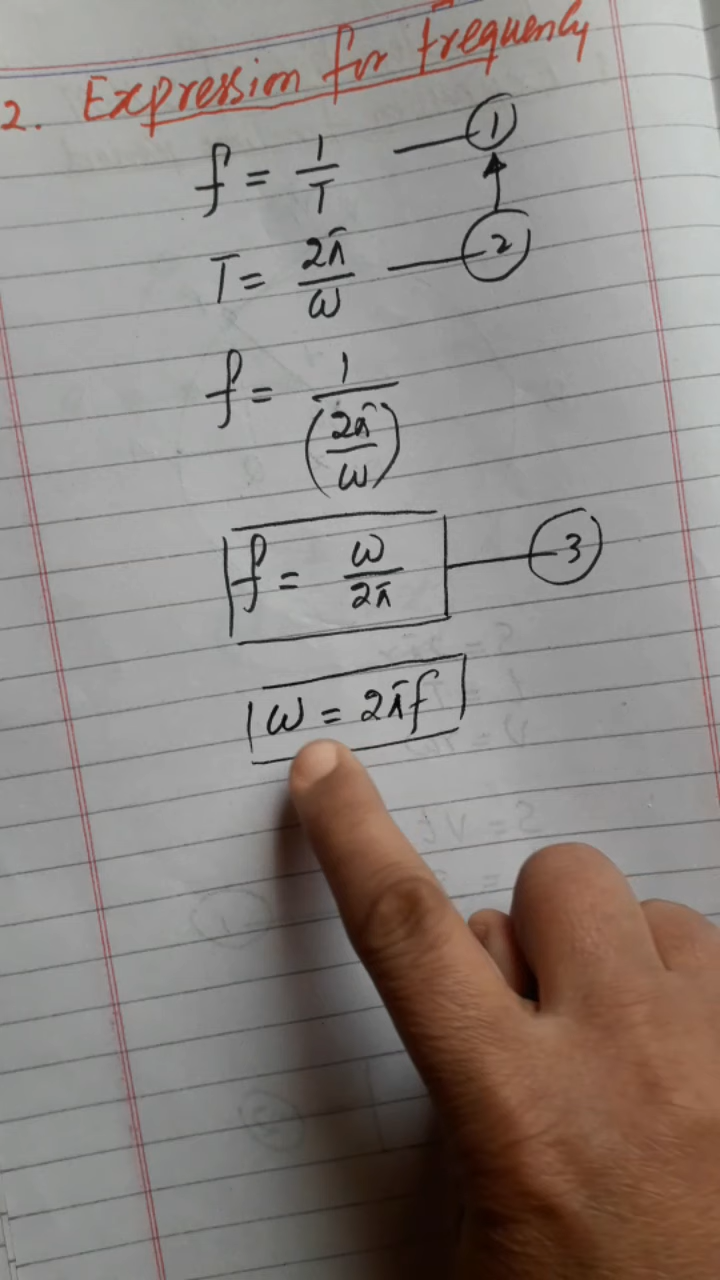 2. Expression for frequency
f = 1/T — 1
T = 2π/ω — 2
f = 1/(2π/ω)
f = ω/2π — 3
ω = 2πf